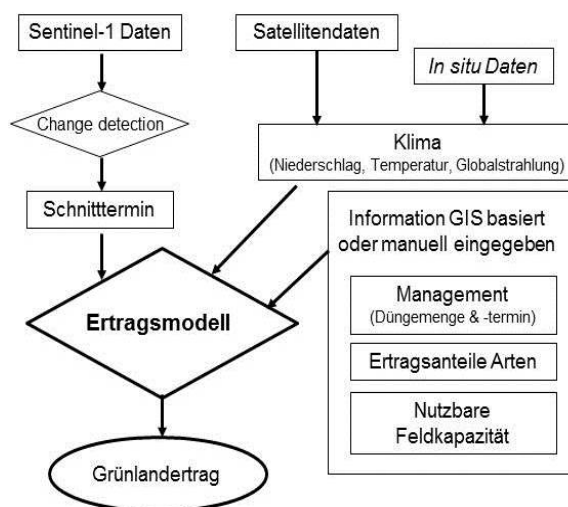 Sentinel-1 Daten
Satellitendaten
In situ Daten
Change detection
Klima
(Niederschlag, Temperatur, Globalstrahlung)
Schnitttermin
Information GIS basiert
oder manuell eingegeben
Management
(Düngemenge & -termin)
Ertragsmodell
Ertragsanteile Arten
Nutzbare
Feldkapazität
Grünlandertrag